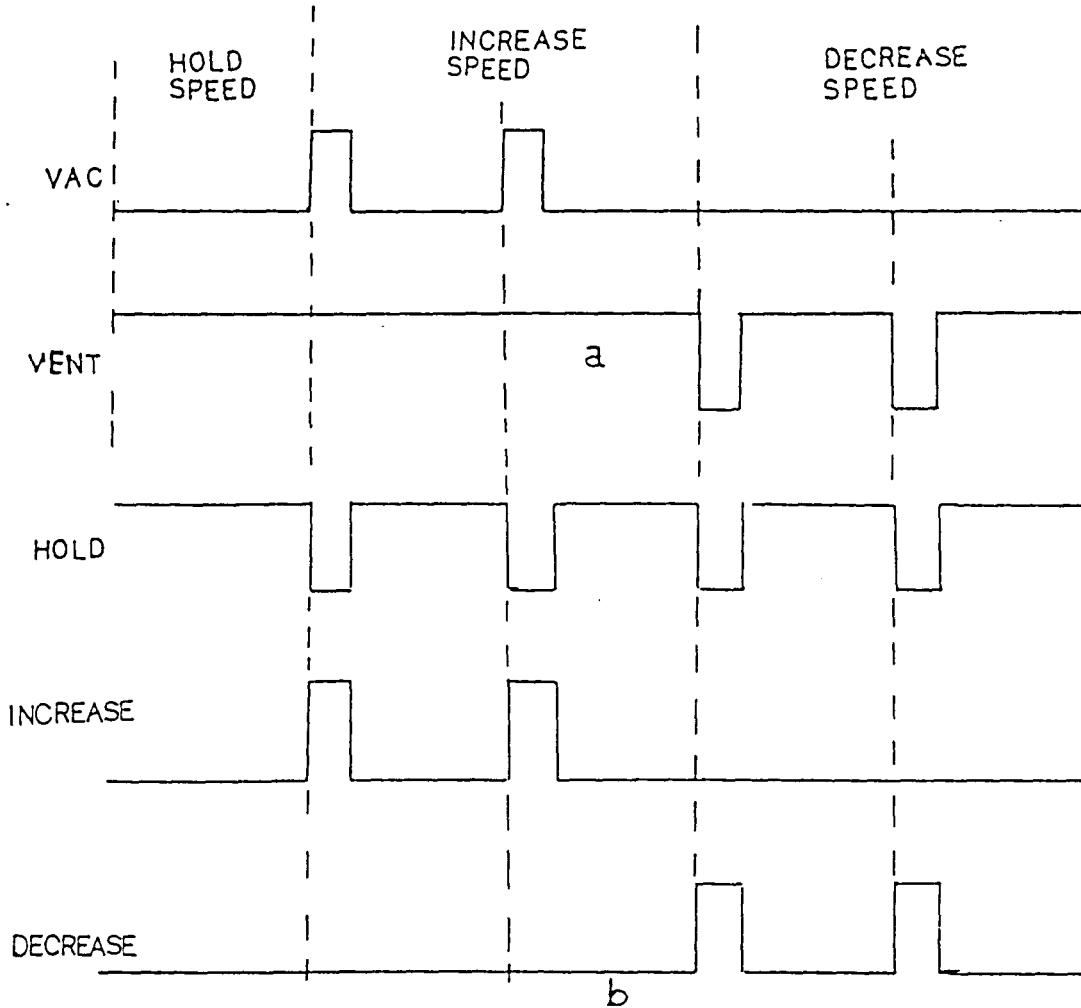 HOLD
SPEED
INCREASE
SPEED
DECREASE
SPEED
VAC
VENT
a
HOLD
INCREASE
DECREASE
b